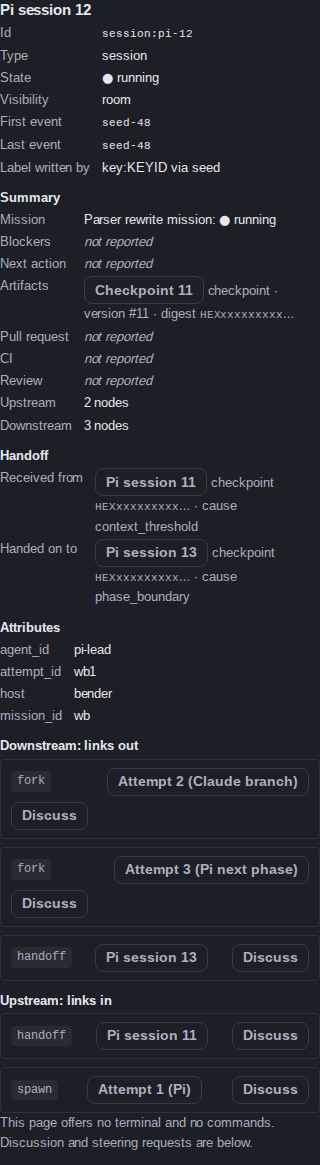 Pi session 12
Id session:pi-12
Type session
State ● running
Visibility room
First event seed-48
Last event seed-48
Label written by key:KEYID via seed
Summary
Mission Parser rewrite mission: ● running
Blockers not reported
Next action not reported
Artifacts Checkpoint 11 checkpoint ·
version #11 · digest HEXxxxxxxxxx…
Pull request not reported
CI not reported
Review not reported
Upstream 2 nodes
Downstream 3 nodes
Handoff
Received from Pi session 11 checkpoint
HEXxxxxxxxxx… · cause
context_threshold
Handed on to Pi session 13 checkpoint
HEXxxxxxxxxx… · cause
phase_boundary
Attributes
agent_id pi-lead
attempt_id wb1
host bender
mission_id wb
Downstream: links out
fork Attempt 2 (Claude branch)
Discuss
fork Attempt 3 (Pi next phase)
Discuss
handoff Pi session 13 Discuss
Upstream: links in
handoff Pi session 11 Discuss
spawn Attempt 1 (Pi) Discuss
This page offers no terminal and no commands.
Discussion and steering requests are below.